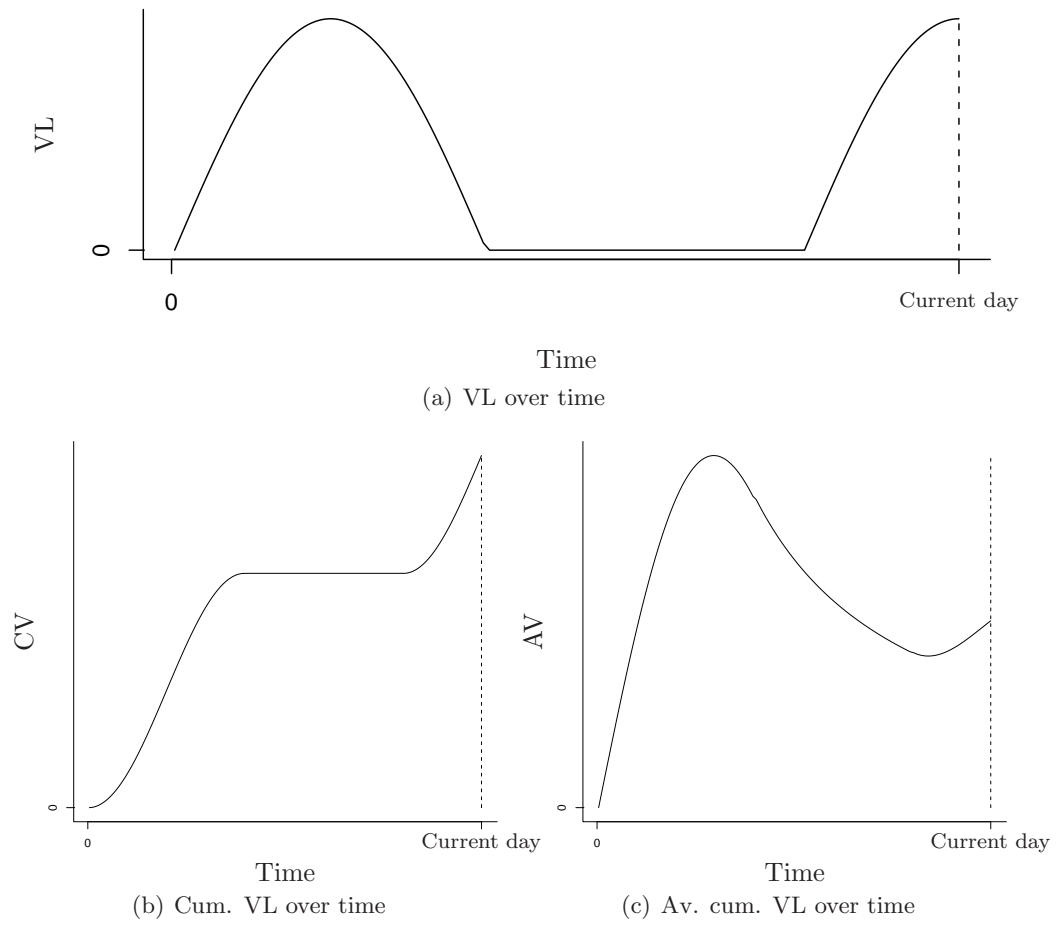 VL
0
0
Current day
Time
(a) VL over time
CV
0
0
Current day
Time
(b) Cum. VL over time
AV
0
0
Current day
Time
(c) Av. cum. VL over time